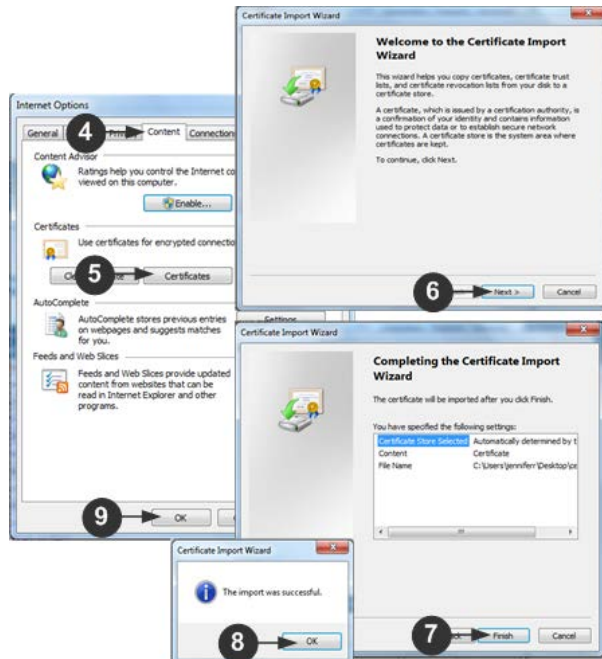 Certificate Import Wizard
Welcome to the Certificate Import
Wizard
This wizard helps you copy certificates, certificate trust
lists, and certificate revocation lists from your disk to a
certificate store.
A certificate, which is issued by a certification authority, is
a confirmation of your identity and contains information
used to protect data or to establish secure network
connections. A certificate store is the system area where
certificates are kept.
To continue, click Next.
6
Next >
Cancel
Internet Options
4
General
Content
Connection
Content Advisor
Ratings help you control the Internet co
viewed on this computer.
Enable...
Certificates
Use certificates for encrypted connectio
5
Certificates
AutoComplete
AutoComplete stores previous entries
on webpages and suggests matches
for you.
Settings
Feeds and Web Slices
Feeds and Web Slices provide updated
content from websites that can be
read in Internet Explorer and other
programs.
9
OK
Certificate Import Wizard
Completing the Certificate Import
Wizard
The certificate will be imported after you click Finish.
You have specified the following settings:
Certificate Store Selected Automatically determined by t
Content Certificate
File Name C:\Users\jenniferr\Desktop\ce
7
Finish
Cancel
Certificate Import Wizard
The import was successful.
8
OK